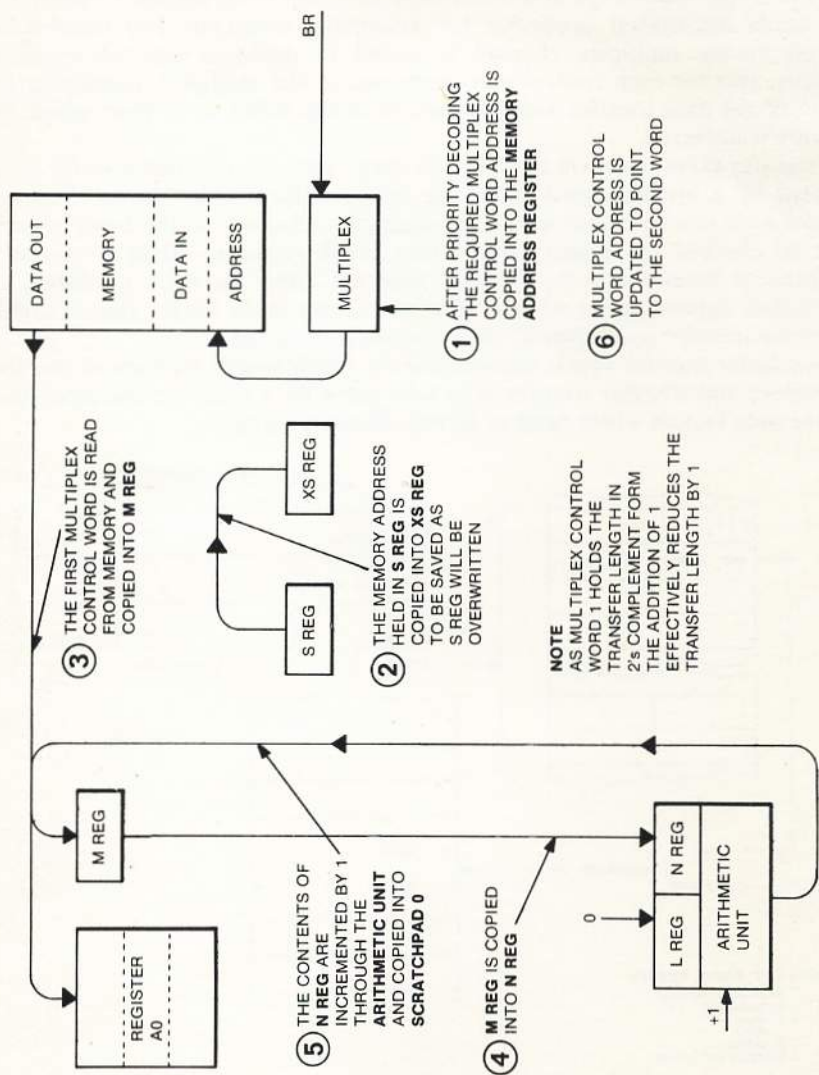 DATA OUT
MEMORY
DATA IN
ADDRESS
MULTIPLEX
BR
1 AFTER PRIORITY DECODING
THE REQUIRED MULTIPLEX
CONTROL WORD ADDRESS IS
COPIED INTO THE MEMORY
ADDRESS REGISTER
6 MULTIPLEX CONTROL
WORD ADDRESS IS
UPDATED TO POINT
TO THE SECOND WORD
3 THE FIRST MULTIPLEX
CONTROL WORD IS READ
FROM MEMORY AND
COPIED INTO M REG
S REG
XS REG
2 THE MEMORY ADDRESS
HELD IN S REG IS
COPIED INTO XS REG
TO BE SAVED AS
S REG WILL BE
OVERWRITTEN
NOTE
AS MULTIPLEX CONTROL
WORD 1 HOLDS THE
TRANSFER LENGTH IN
2's COMPLEMENT FORM
THE ADDITION OF 1
EFFECTIVELY REDUCES THE
TRANSFER LENGTH BY 1
REGISTER
A0
M REG
5 THE CONTENTS OF
N REG ARE
INCREMENTED BY 1
THROUGH THE
ARITHMETIC UNIT
AND COPIED INTO
SCRATCHPAD 0
4 M REG IS COPIED
INTO N REG
0
L REG
N REG
ARITHMETIC
UNIT
+1